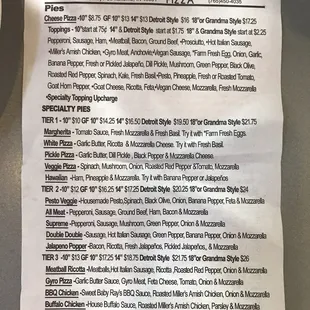 PIZZA (765)450-4036
Pies
Cheese Pizza -10" $8.75 GF 10" $13 14" $13 Detroit Style $16 18"or Grandma Style $17.25
Toppings - 10"start at 75¢ 14" & Detroit start at $1.75 18" & Grandma Style start at $2.25
Pepperoni, Sausage, Ham, •Meatball, Bacon, Ground Beef, •Prosciutto, •Hot Italian Sausage,
•Miller's Amish Chicken, •Gyro Meat, Anchovie, •Vegan Sausage, *Farm Fresh Egg, Onion, Garlic,
Banana Pepper, Fresh or Pickled Jalapeño, Dill Pickle, Mushroom, Green Pepper, Black Olive,
Roasted Red Pepper, Spinach, Kale, Fresh Basil, •Pesto, Pineapple, Fresh or Roasted Tomato,
Goat Horn Pepper, •Goat Cheese, Ricotta, Feta, •Vegan Cheese, Mozzarella, Fresh Mozzarella
•Specialty Topping Upcharge
SPECIALTY PIES
TIER 1 - 10" $10 GF 10" $14.25 14" $16.50 Detroit Style $19.50 18"or Grandma Style $21.75
Margherita - Tomato Sauce, Fresh Mozzarella & Fresh Basil. Try it with *Farm Fresh Eggs.
White Pizza - Garlic Butter, Ricotta & Mozzarella Cheese. Try it with Fresh Basil.
Pickle Pizza - Garlic Butter, Dill Pickle, Black Pepper & Mozzarella Cheese
Veggie Pizza - Spinach, Mushroom, Onion, Roasted Red Pepper &Tomato, Mozzarella
Hawaiian - Ham, Pineapple & Mozzarella. Try it with Banana Pepper or Jalapeños
TIER 2 -10" $12 GF 10" $16.25 14" $17.25 Detroit Style $20.25 18"or Grandma Style $24
Pesto Veggie -Housemade Pesto,Spinach, Black Olive, Onion, Banana Pepper, Feta & Mozzarella
All Meat - Pepperoni, Sausage, Ground Beef, Ham, Bacon & Mozzarella
Supreme -Pepperoni, Sausage, Mushroom, Green Pepper, Onion & Mozzarella
Double Double -Sausage, Hot Italian Sausage, Green Pepper, Banana Pepper, Onion & Mozzarella
Jalapeno Popper -Bacon, Ricotta, Fresh Jalapeños, Pickled Jalapeños, & Mozzarella
TIER 3 - 10" $13 GF 10" $17.25 14" $18.75 Detroit Style $21.75 18"or Grandma Style $26
Meatball Ricotta -Meatballs,Hot Italian Sausage, Ricotta ,Roasted Red Pepper, Onion & Mozzarella
Gyro Pizza - Garlic Butter Sauce, Gyro Meat, Feta Cheese, Tomato, Onion & Mozzarella
BBQ Chicken -Sweet Baby Ray's BBQ Sauce, Roasted Miller's Amish Chicken, Onion & Mozzarella
Buffalo Chicken -House Buffalo Sauce, Roasted Miller's Amish Chicken, Parsley & Mozzarella